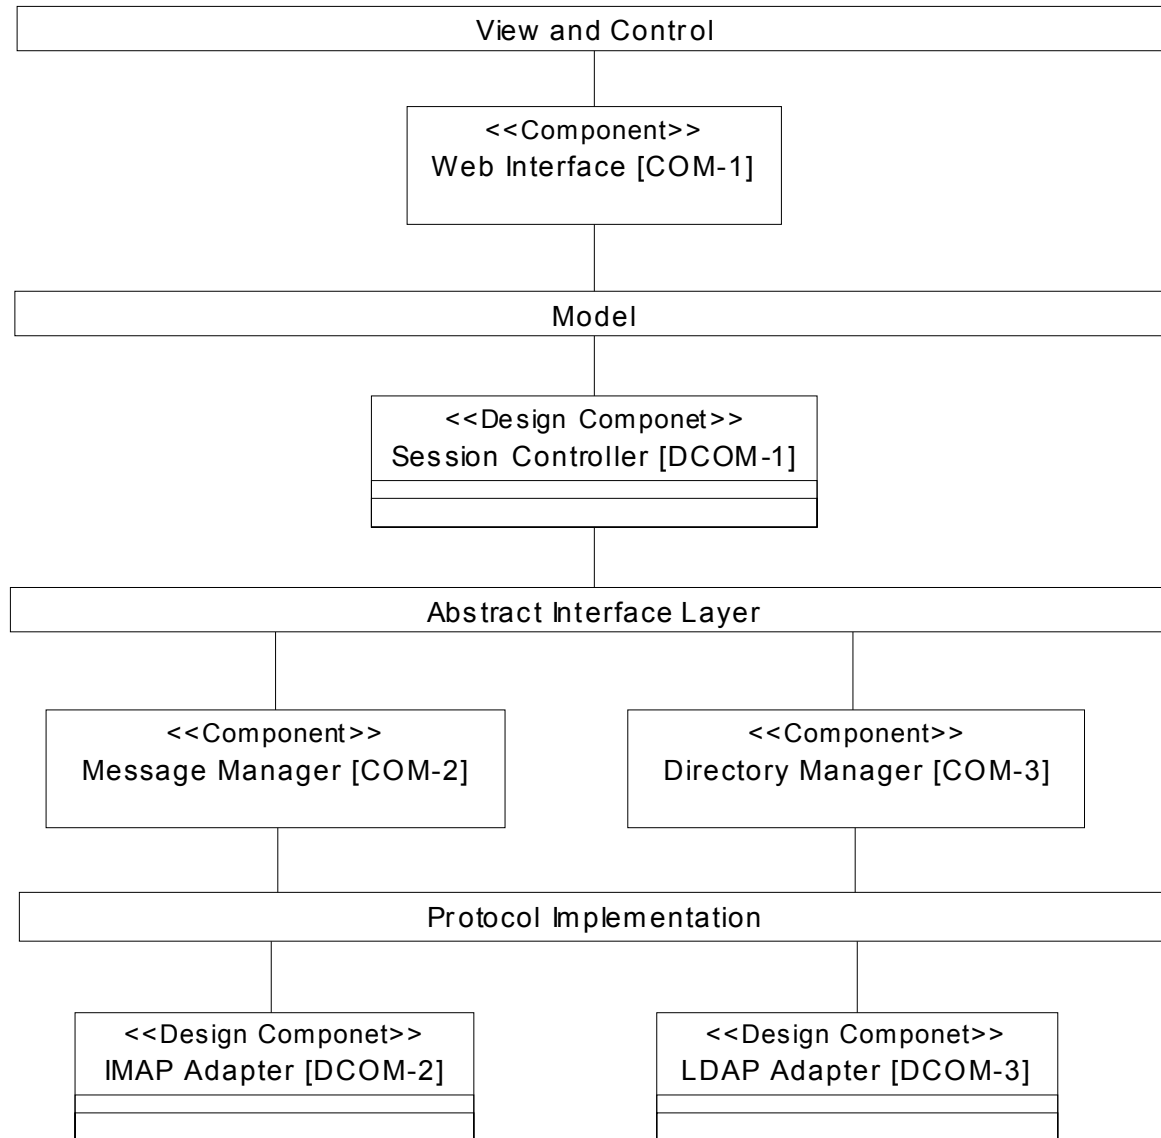 View and Control
<<Component>>
Web Interface [COM-1]
Model
<<Design Componet>>
Session Controller [DCOM-1]
Abstract Interface Layer
<<Component>>
Message Manager [COM-2]
<<Component>>
Directory Manager [COM-3]
Protocol Implementation
<<Design Componet>>
IMAP Adapter [DCOM-2]
<<Design Componet>>
LDAP Adapter [DCOM-3]